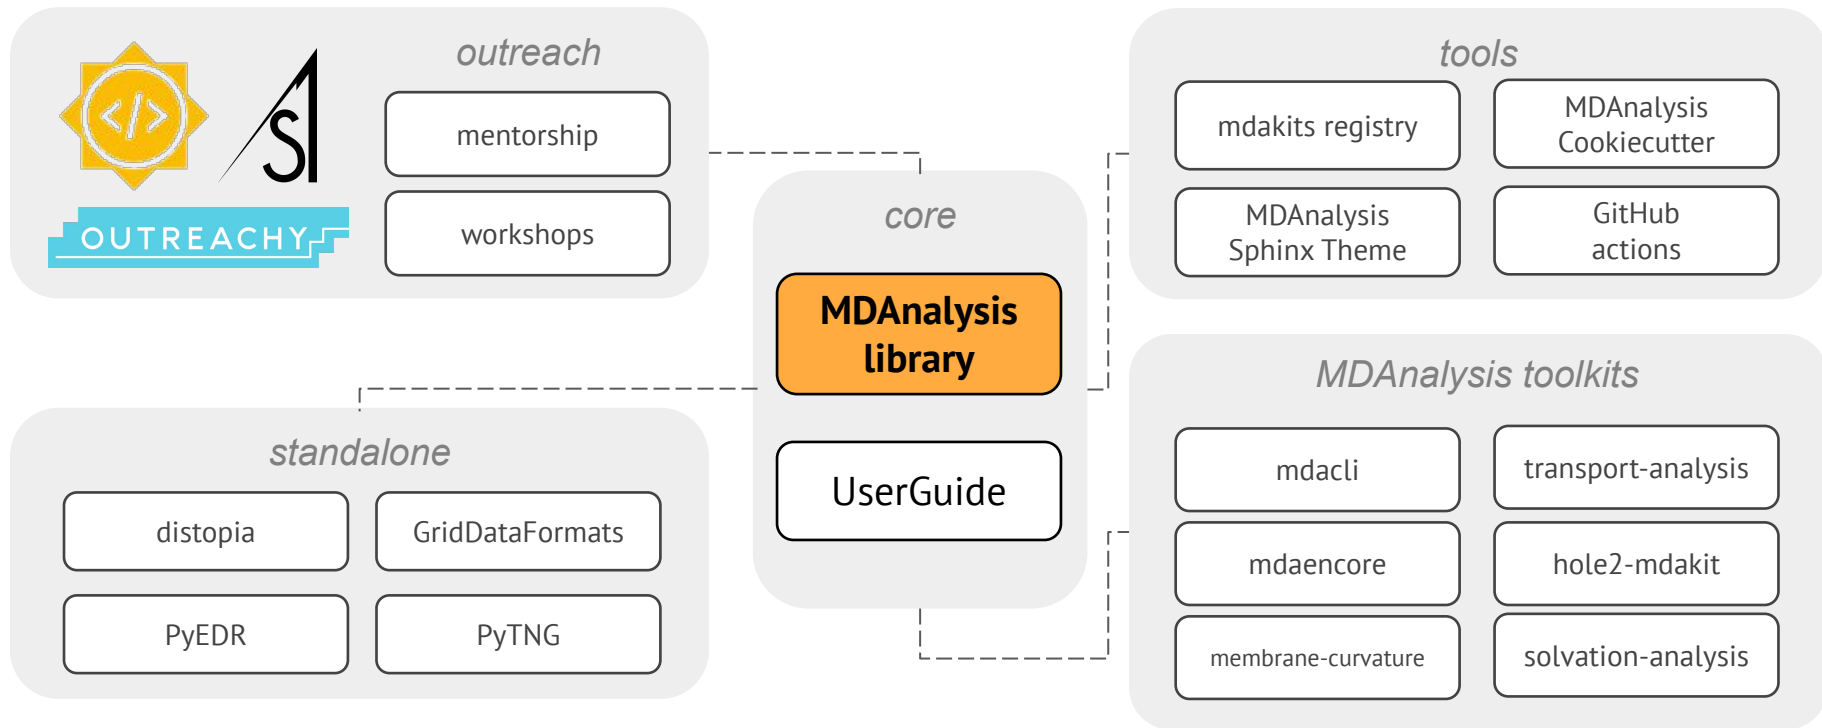 outreach
</>
SI
OUTREACHY
mentorship
workshops
core
MDAnalysis
library
UserGuide
tools
mdakits registry
MDAnalysis
Cookiecutter
MDAnalysis
Sphinx Theme
GitHub
actions
standalone
distopia
GridDataFormats
PyEDR
PyTNG
MDAnalysis toolkits
mdacli
transport-analysis
mdaencore
hole2-mdakit
membrane-curvature
solvation-analysis